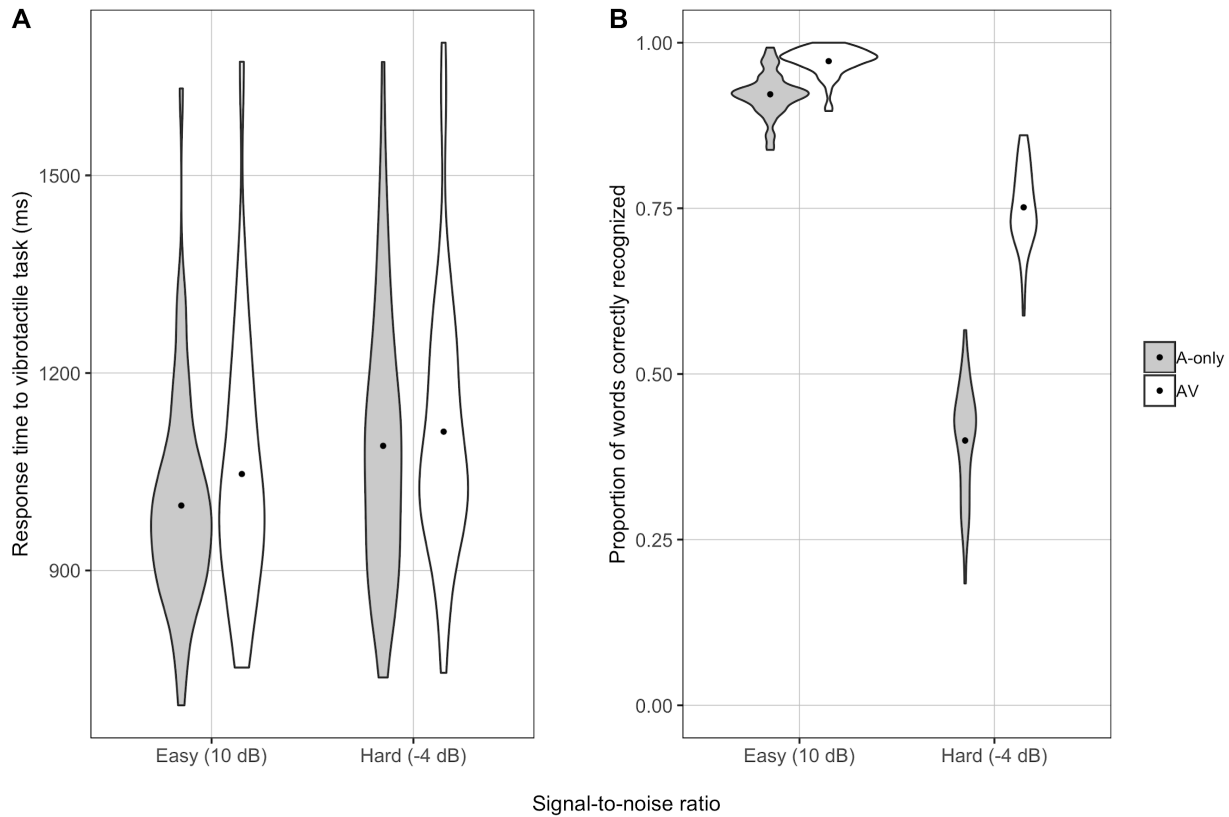 A
Response time to vibrotactile task (ms)
1500
1200
900
Easy (10 dB)
Hard (-4 dB)
B
Proportion of words correctly recognized
1.00
0.75
0.50
0.25
0.00
Easy (10 dB)
Hard (-4 dB)
A-only
AV
Signal-to-noise ratio